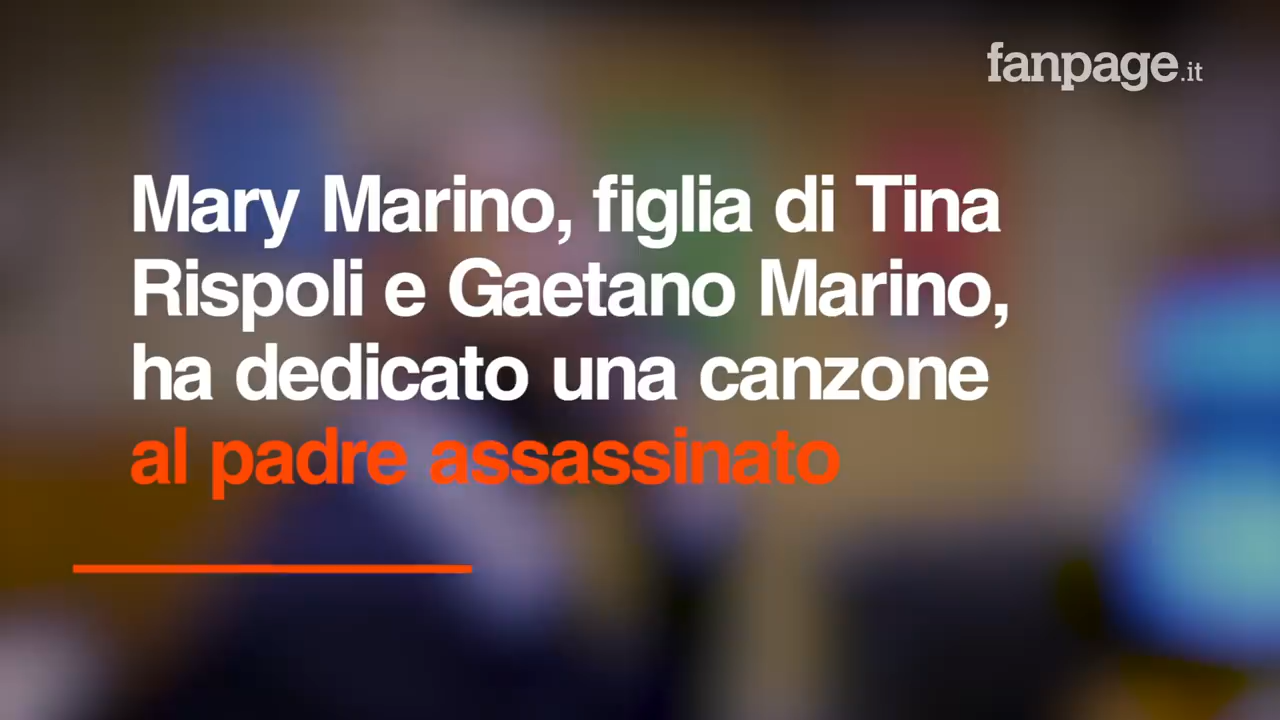 fanpage.it
Mary Marino, figlia di Tina
Rispoli e Gaetano Marino,
ha dedicato una canzone
al padre assassinato